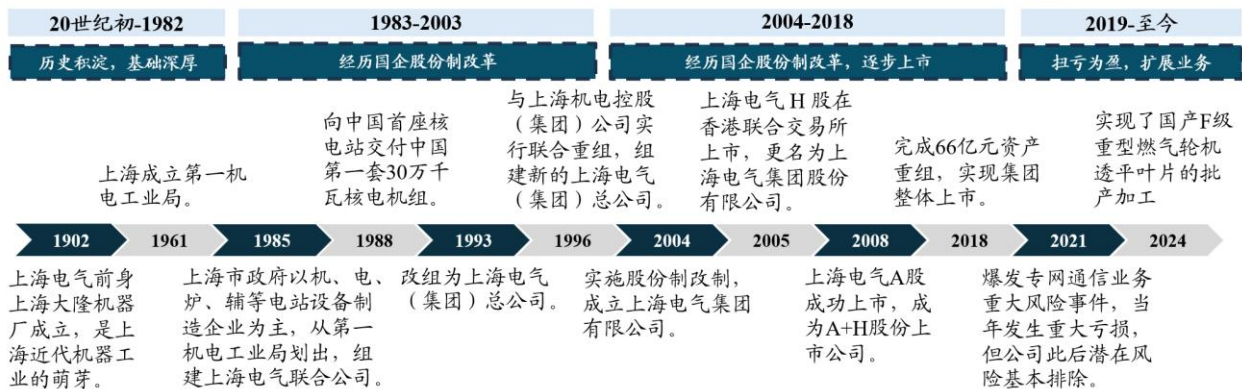 20世纪初-1982
1983-2003
2004-2018
2019-至今
历史积淀，基础深厚
经历国企股份制改革
经历国企股份制改革，逐步上市
扭亏为盈，扩展业务
上海成立第一机
电工业局。
向中国首座核
电站交付中国
第一套30万千
瓦核电机组。
与上海机电控股
（集团）公司实
行联合重组，组
建新的上海电气
（集团）总公司。
上海电气 H 股在
香港联合交易所
上市，更名为上
海电气集团股份
有限公司。
完成66亿元资产
重组，实现集团
整体上市。
实现了国产F级
重型燃气轮机
透平叶片的批
产加工
1902
1961
1985
1988
1993
1996
2004
2005
2008
2018
2021
2024
上海电气前身
上海大隆机器
厂成立，是上
海近代机器工
业的萌芽。
上海市政府以机、电、
炉、辅等电站设备制
造企业为主，从第一
机电工业局划出，组
建上海电气联合公司。
改组为上海电气
（集团）总公司。
实施股份制改制，
成立上海电气集团
有限公司。
上海电气A股
成功上市，成
为A+H股份上
市公司。
爆发专网通信业务
重大风险事件，当
年发生重大亏损，
但公司此后潜在风
险基本排除。